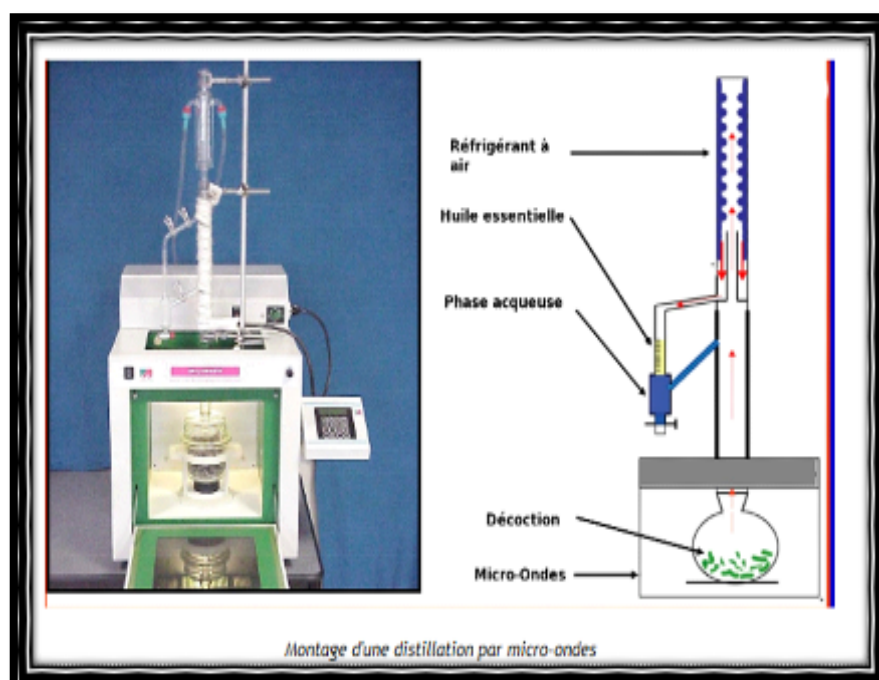 Réfrigérant à
air
Huile essentielle
Phase acqueuse
Décoction
Micro-Ondes
Montage d'une distillation par micro-ondes